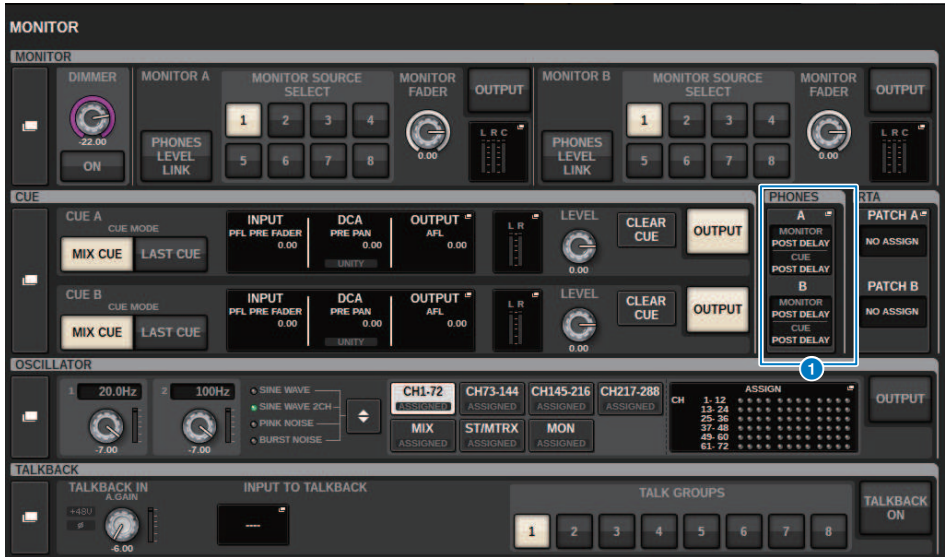 MONITOR
MONITOR
DIMMER
-22.00
ON
MONITOR A
PHONES
LEVEL
LINK
MONITOR SOURCE
SELECT
1 2 3 4
5 6 7 8
MONITOR
FADER
0.00
OUTPUT
L R C
MONITOR B
PHONES
LEVEL
LINK
MONITOR SOURCE
SELECT
1 2 3 4
5 6 7 8
MONITOR
FADER
0.00
OUTPUT
L R C
CUE
CUE A
CUE MODE
MIX CUE
LAST CUE
INPUT
PFL PRE FADER
0.00
DCA
PRE PAN
0.00
UNITY
OUTPUT
AFL
0.00
L R
LEVEL
0.00
CLEAR
CUE
OUTPUT
CUE B
CUE MODE
MIX CUE
LAST CUE
INPUT
PFL PRE FADER
0.00
DCA
PRE PAN
0.00
UNITY
OUTPUT
AFL
0.00
L R
LEVEL
0.00
CLEAR
CUE
OUTPUT
PHONES
A
MONITOR
POST DELAY
CUE
POST DELAY
B
MONITOR
POST DELAY
CUE
POST DELAY
1
RTA
PATCH A
NO ASSIGN
PATCH B
NO ASSIGN
OSCILLATOR
1 20.0Hz
-7.00
2 100Hz
-7.00
SINE WAVE
SINE WAVE 2CH
PINK NOISE
BURST NOISE
CH1-72
ASSIGNED
CH73-144
ASSIGNED
CH145-216
ASSIGNED
CH217-288
ASSIGNED
MIX
ASSIGNED
ST/MTRX
ASSIGNED
MON
ASSIGNED
ASSIGN
CH 1- 12
13- 24
25- 36
37- 48
49- 60
61- 72
OUTPUT
TALKBACK
TALKBACK IN
A.GAIN
+48V
ø
-6.00
INPUT TO TALKBACK
----
TALK GROUPS
1 2 3 4 5 6 7 8
TALKBACK
ON